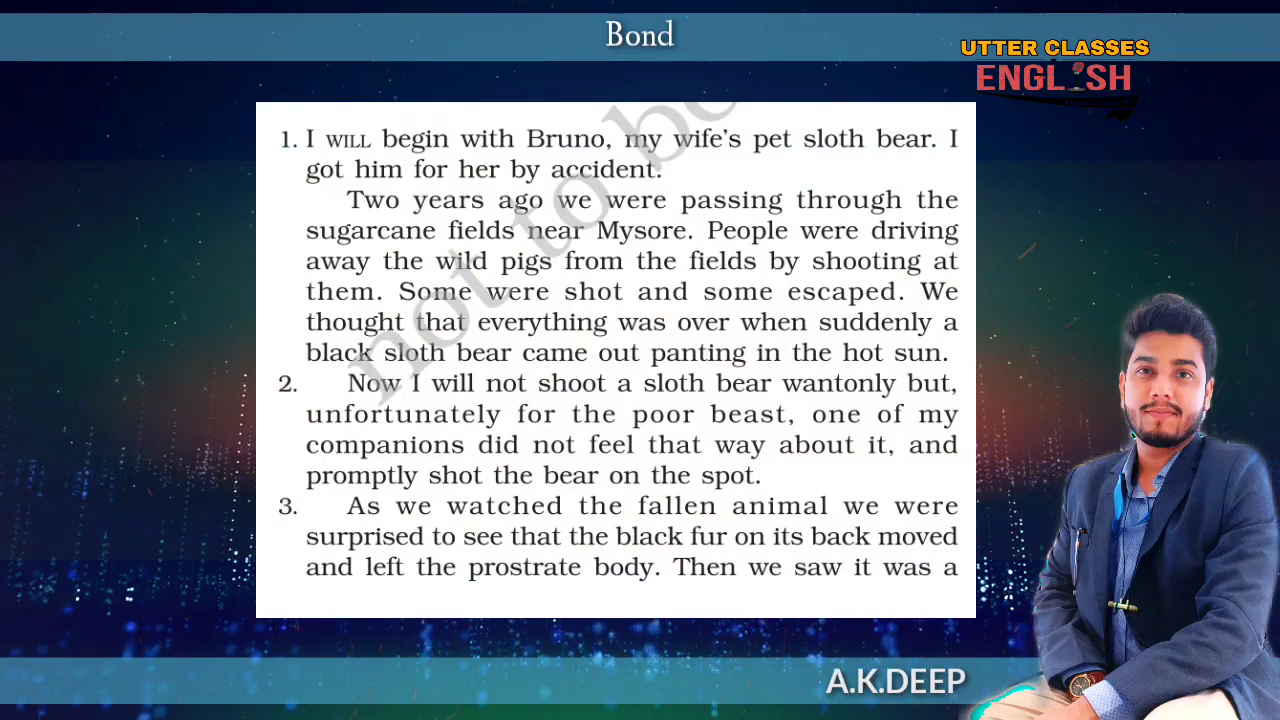 Bond
UTTER CLASSES
ENGLISH
1. I WILL begin with Bruno, my wife's pet sloth bear. I
got him for her by accident.
Two years ago we were passing through the
sugarcane fields near Mysore. People were driving
away the wild pigs from the fields by shooting at
them. Some were shot and some escaped. We
thought that everything was over when suddenly a
black sloth bear came out panting in the hot sun.
2. Now I will not shoot a sloth bear wantonly but,
unfortunately for the poor beast, one of my
companions did not feel that way about it, and
promptly shot the bear on the spot.
3. As we watched the fallen animal we were
surprised to see that the black fur on its back moved
and left the prostrate body. Then we saw it was a
not to be
A.K.DEEP